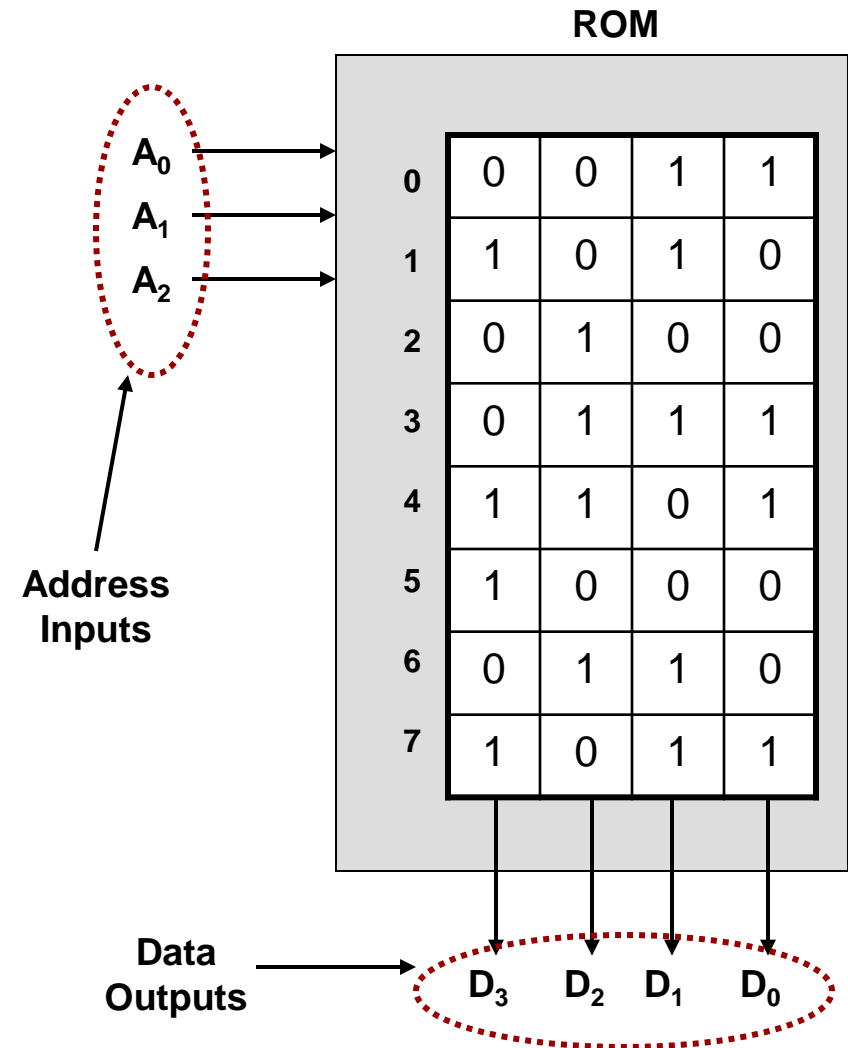 ROM
A₀
A₁
A₂
0 0 0 1 1
1 1 0 1 0
2 0 1 0 0
3 0 1 1 1
4 1 1 0 1
5 1 0 0 0
6 0 1 1 0
7 1 0 1 1
Address
Inputs
Data
Outputs
D₃ D₂ D₁ D₀